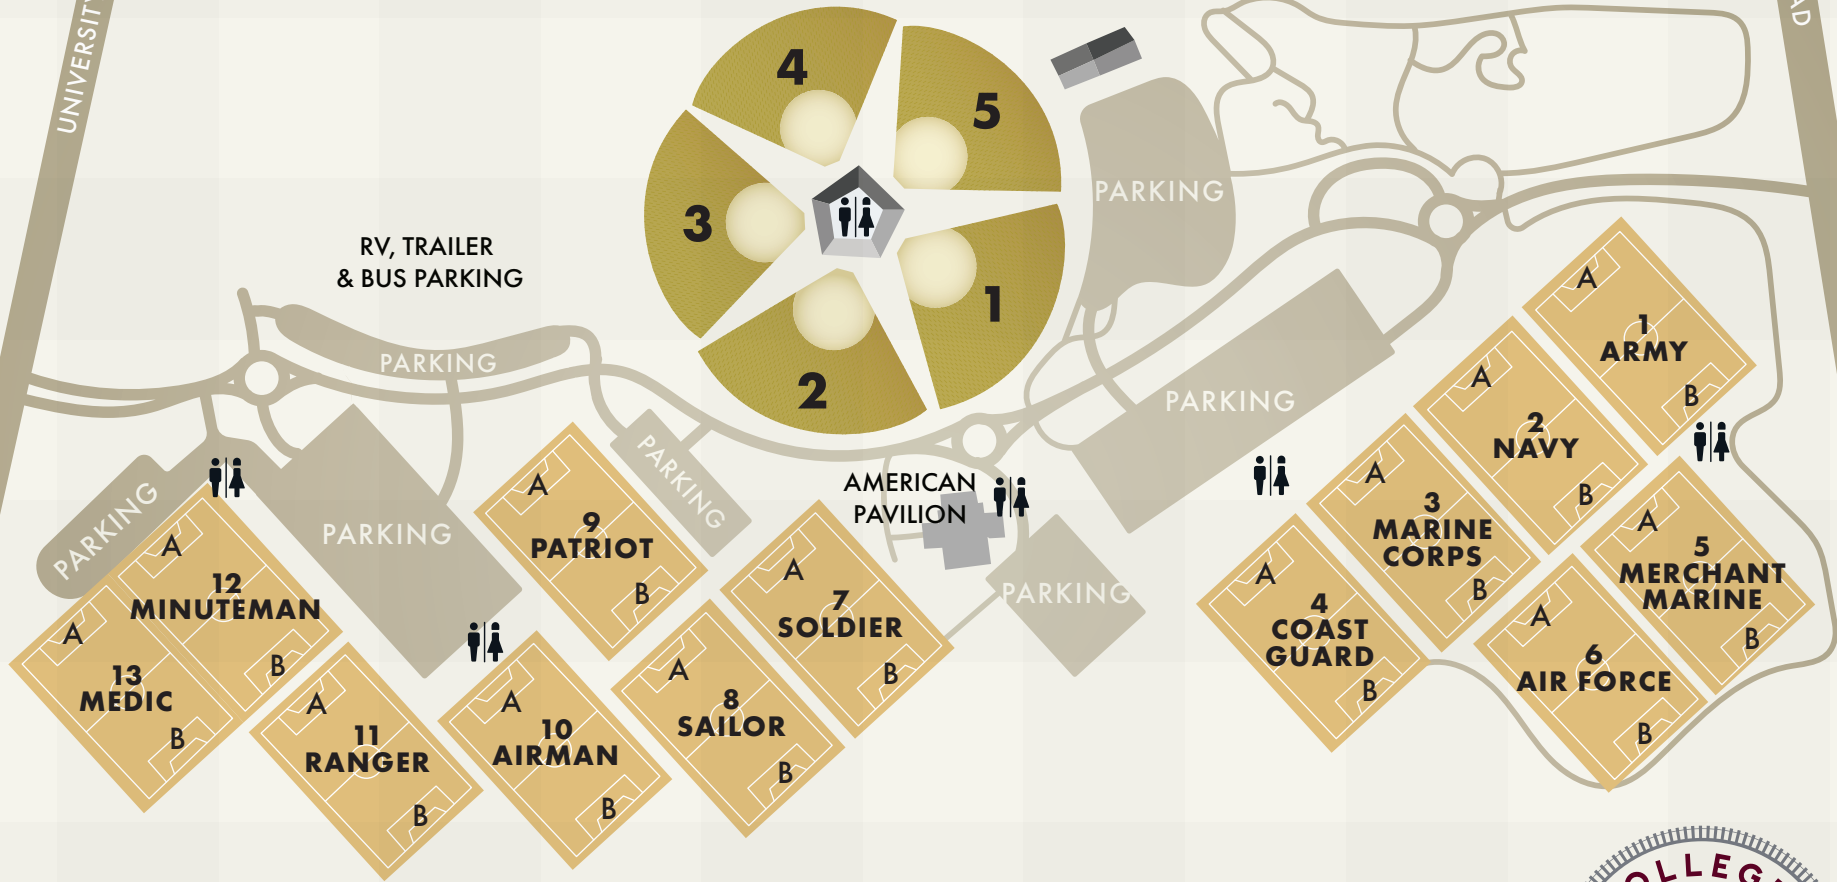 UNIVERSITY
AD
4
5
3
1
2
RV, TRAILER
& BUS PARKING
PARKING
PARKING
PARKING
PARKING
PARKING
PARKING
AMERICAN
PAVILION
PARKING
A
1
ARMY
B
A
2
NAVY
B
A
3
MARINE
CORPS
B
A
4
COAST
GUARD
B
A
5
MERCHANT
MARINE
B
A
6
AIR FORCE
B
A
7
SOLDIER
B
A
8
SAILOR
B
A
9
PATRIOT
B
A
10
AIRMAN
B
A
11
RANGER
B
A
12
MINUTEMAN
B
A
13
MEDIC
B
OLLEG